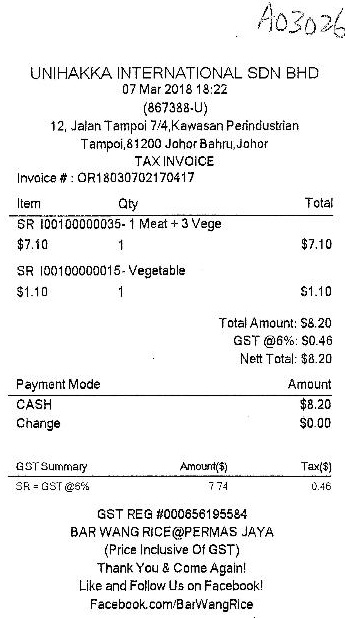 A03026
UNIHAKKA INTERNATIONAL SDN BHD
07 Mar 2018 18:22
(867388-U)
12, Jalan Tampoi 7/4,Kawasan Perindustrian
Tampoi,81200 Johor Bahru,Johor
TAX INVOICE
Invoice # : OR18030702170417
Item Qty Total
SR I00100000035- 1 Meat + 3 Vege
$7.10 1 $7.10
SR I00100000015- Vegetable
$1.10 1 $1.10
Total Amount: $8.20
GST @6%: $0.46
Nett Total: $8.20
Payment Mode Amount
CASH $8.20
Change $0.00
GST Summary Amount($) Tax($)
SR = GST @6% 7.74 0.46
GST REG #000656195584
BAR WANG RICE@PERMAS JAYA
(Price Inclusive Of GST)
Thank You & Come Again!
Like and Follow Us on Facebook!
Facebook.com/BarWangRice